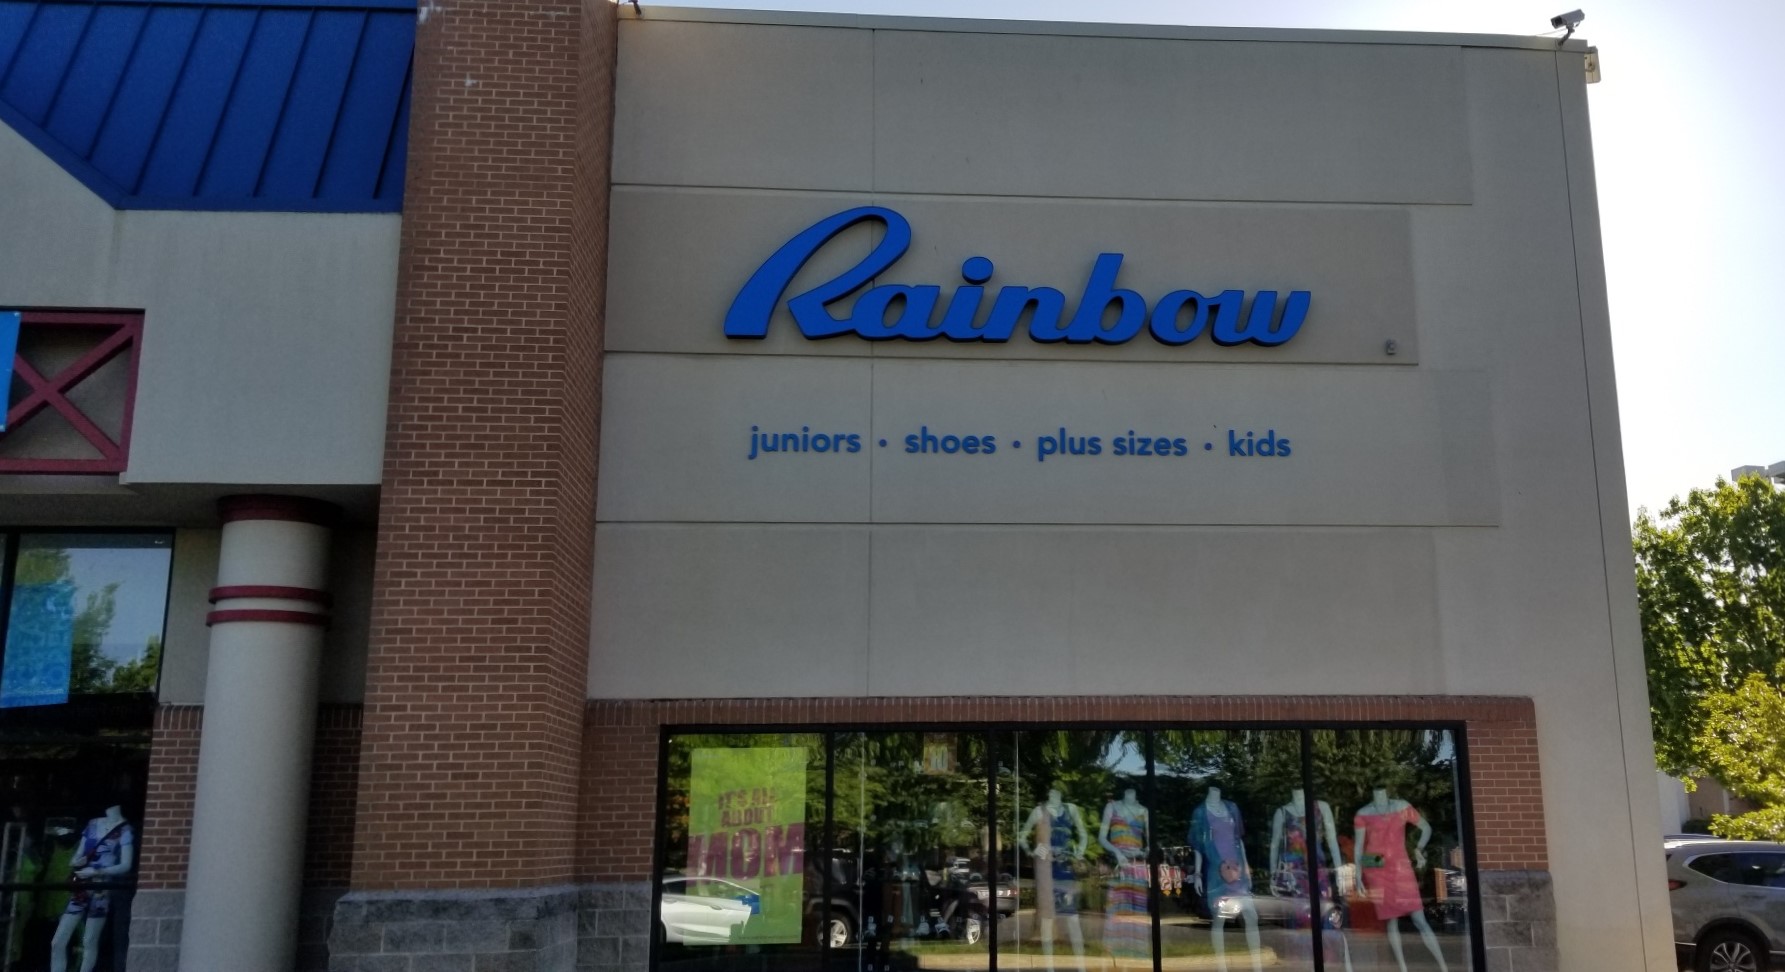 Rainbow
juniors • shoes • plus sizes • kids
IT'S ALL
ABOUT
MOM